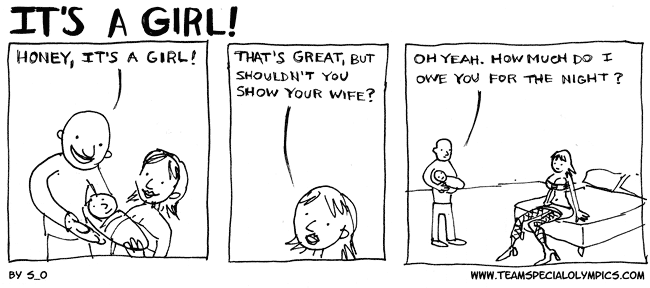 IT'S A GIRL!
HONEY, IT'S A GIRL!
THAT'S GREAT, BUT
SHOULDN'T YOU
SHOW YOUR WIFE?
OH YEAH. HOW MUCH DO I
OWE YOU FOR THE NIGHT?
BY S_O
WWW.TEAMSPECIALOLYMPICS.COM